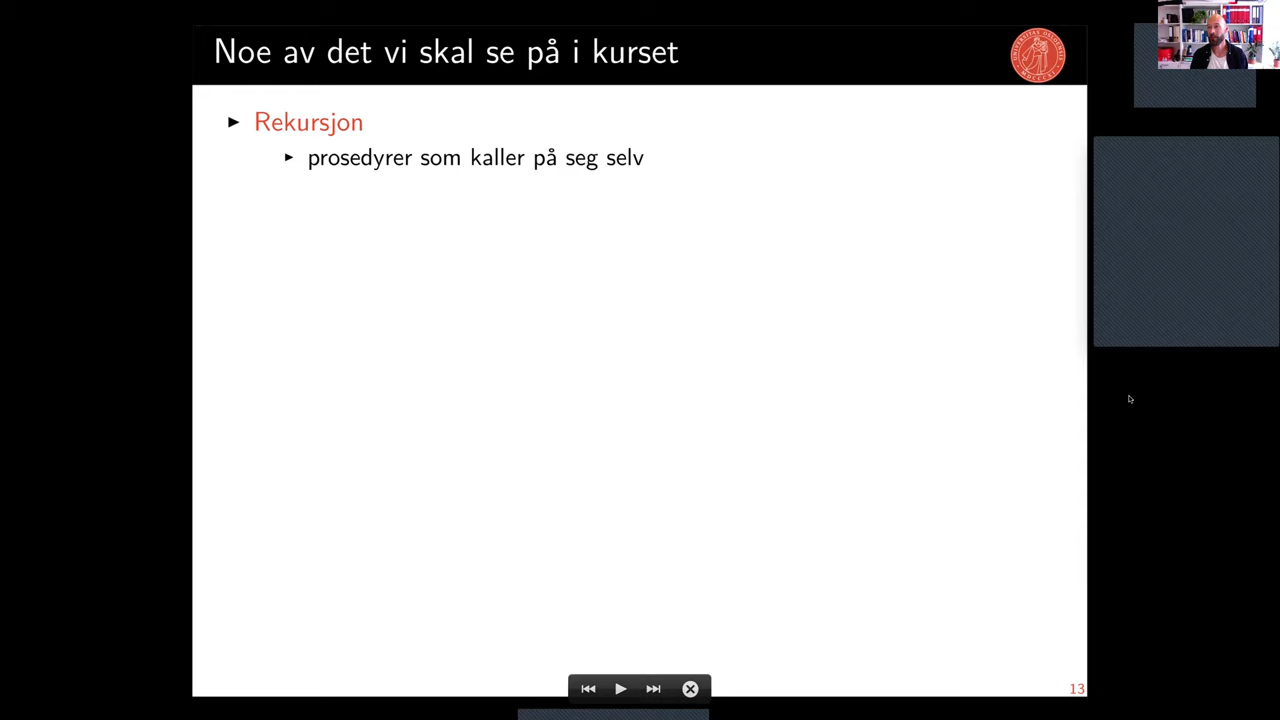 Noe av det vi skal se på i kurset
Rekursjon
prosedyrer som kaller på seg selv
13